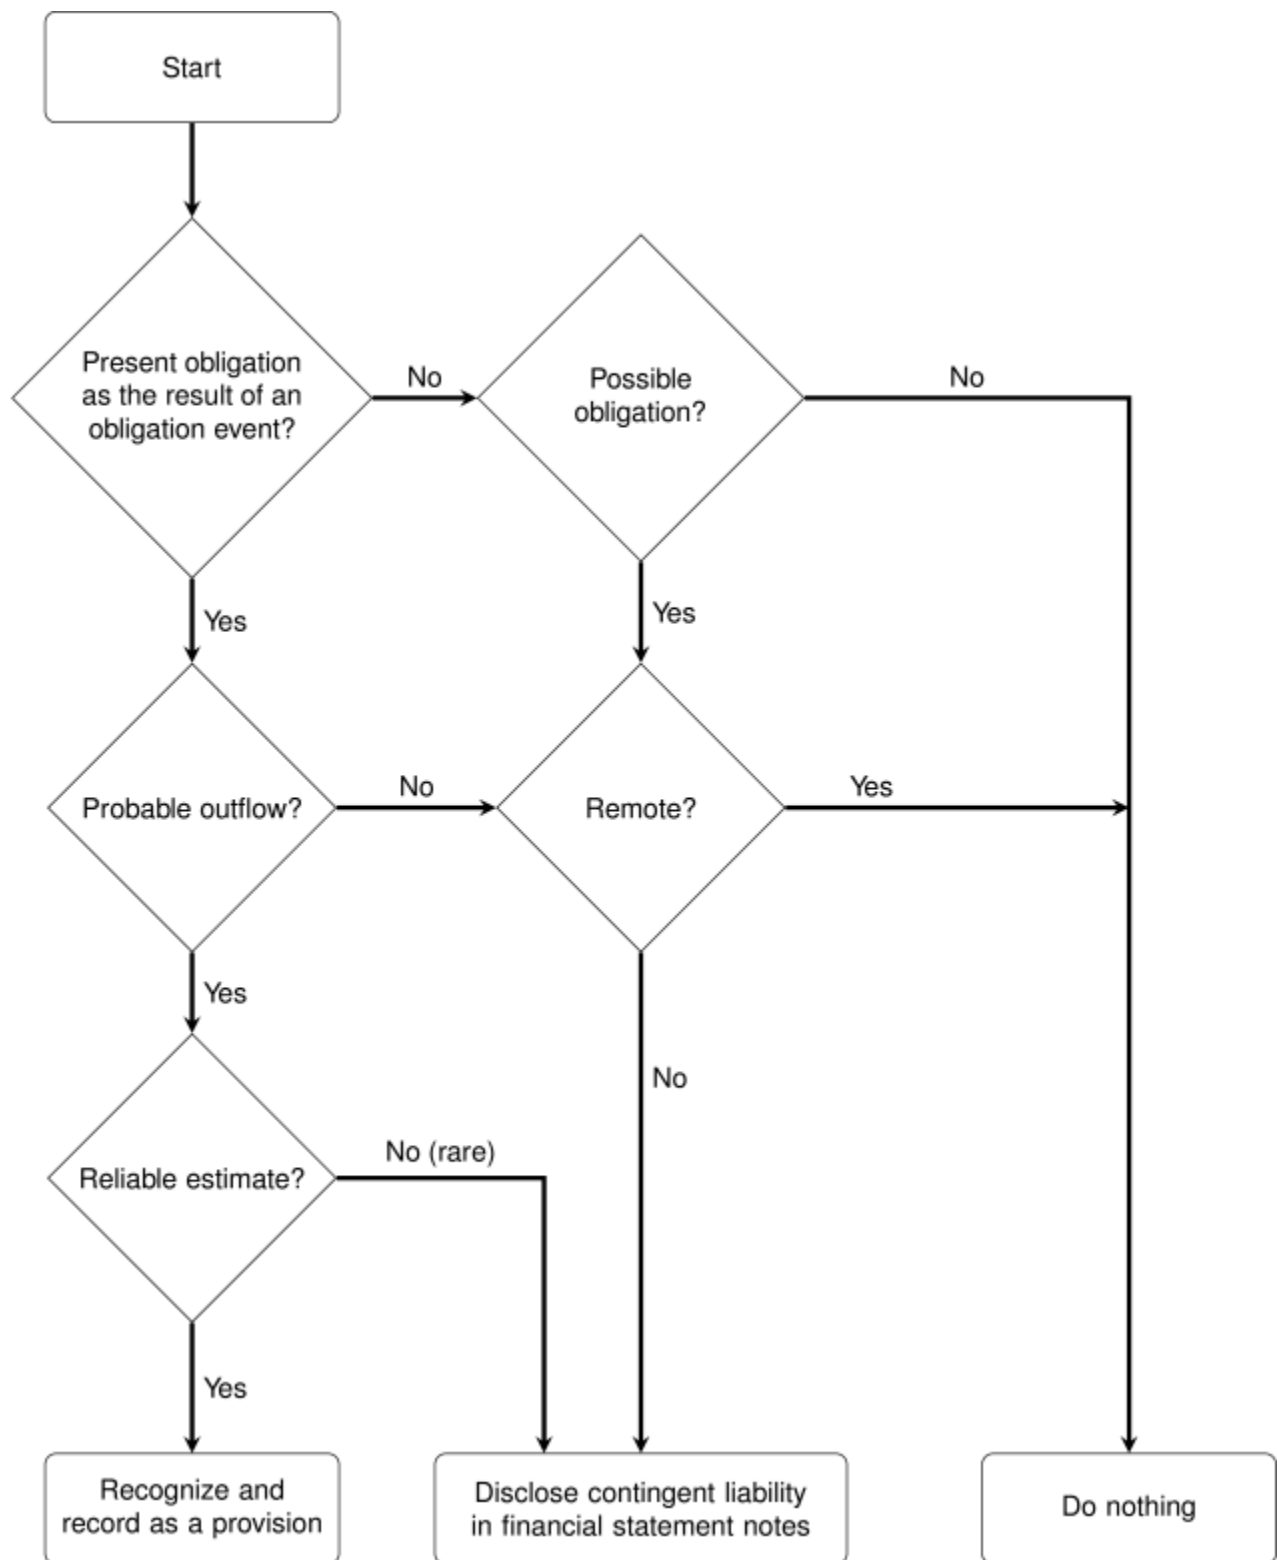 Start
Present obligation
as the result of an
obligation event?
No
Possible
obligation?
No
Yes
Yes
Probable outflow?
No
Remote?
Yes
Yes
No
Reliable estimate?
No (rare)
Yes
Recognize and
record as a provision
Disclose contingent liability
in financial statement notes
Do nothing